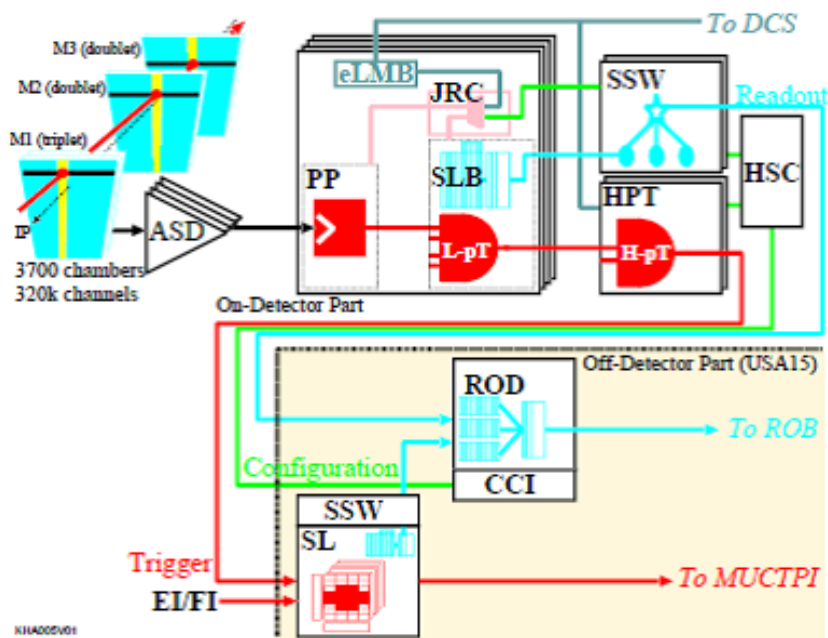 M3 (doublet)
M2 (doublet)
M1 (triplet)
IP
3700 chambers
320k channels
ASD
On-Detector Part
PP
eLMB
JRC
SLB
L-pT
To DCS
SSW
Readout
HPT
H-pT
HSC
Off-Detector Part (USA15)
ROD
To ROB
Configuration
CCI
SSW
SL
Trigger
EI/FI
To MUCTPI
KHA005V01